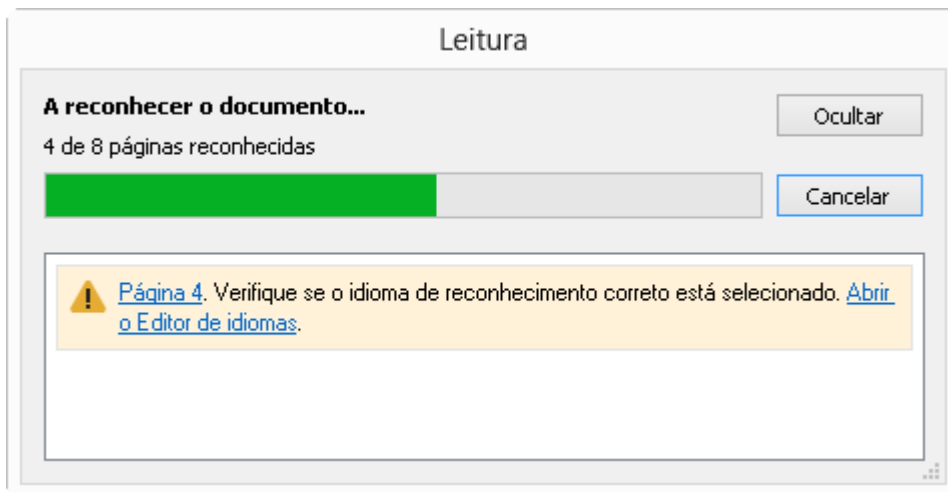 Leitura
A reconhecer o documento...
Ocultar
4 de 8 páginas reconhecidas
Cancelar
Página 4. Verifique se o idioma de reconhecimento correto está selecionado. Abrir
o Editor de idiomas.